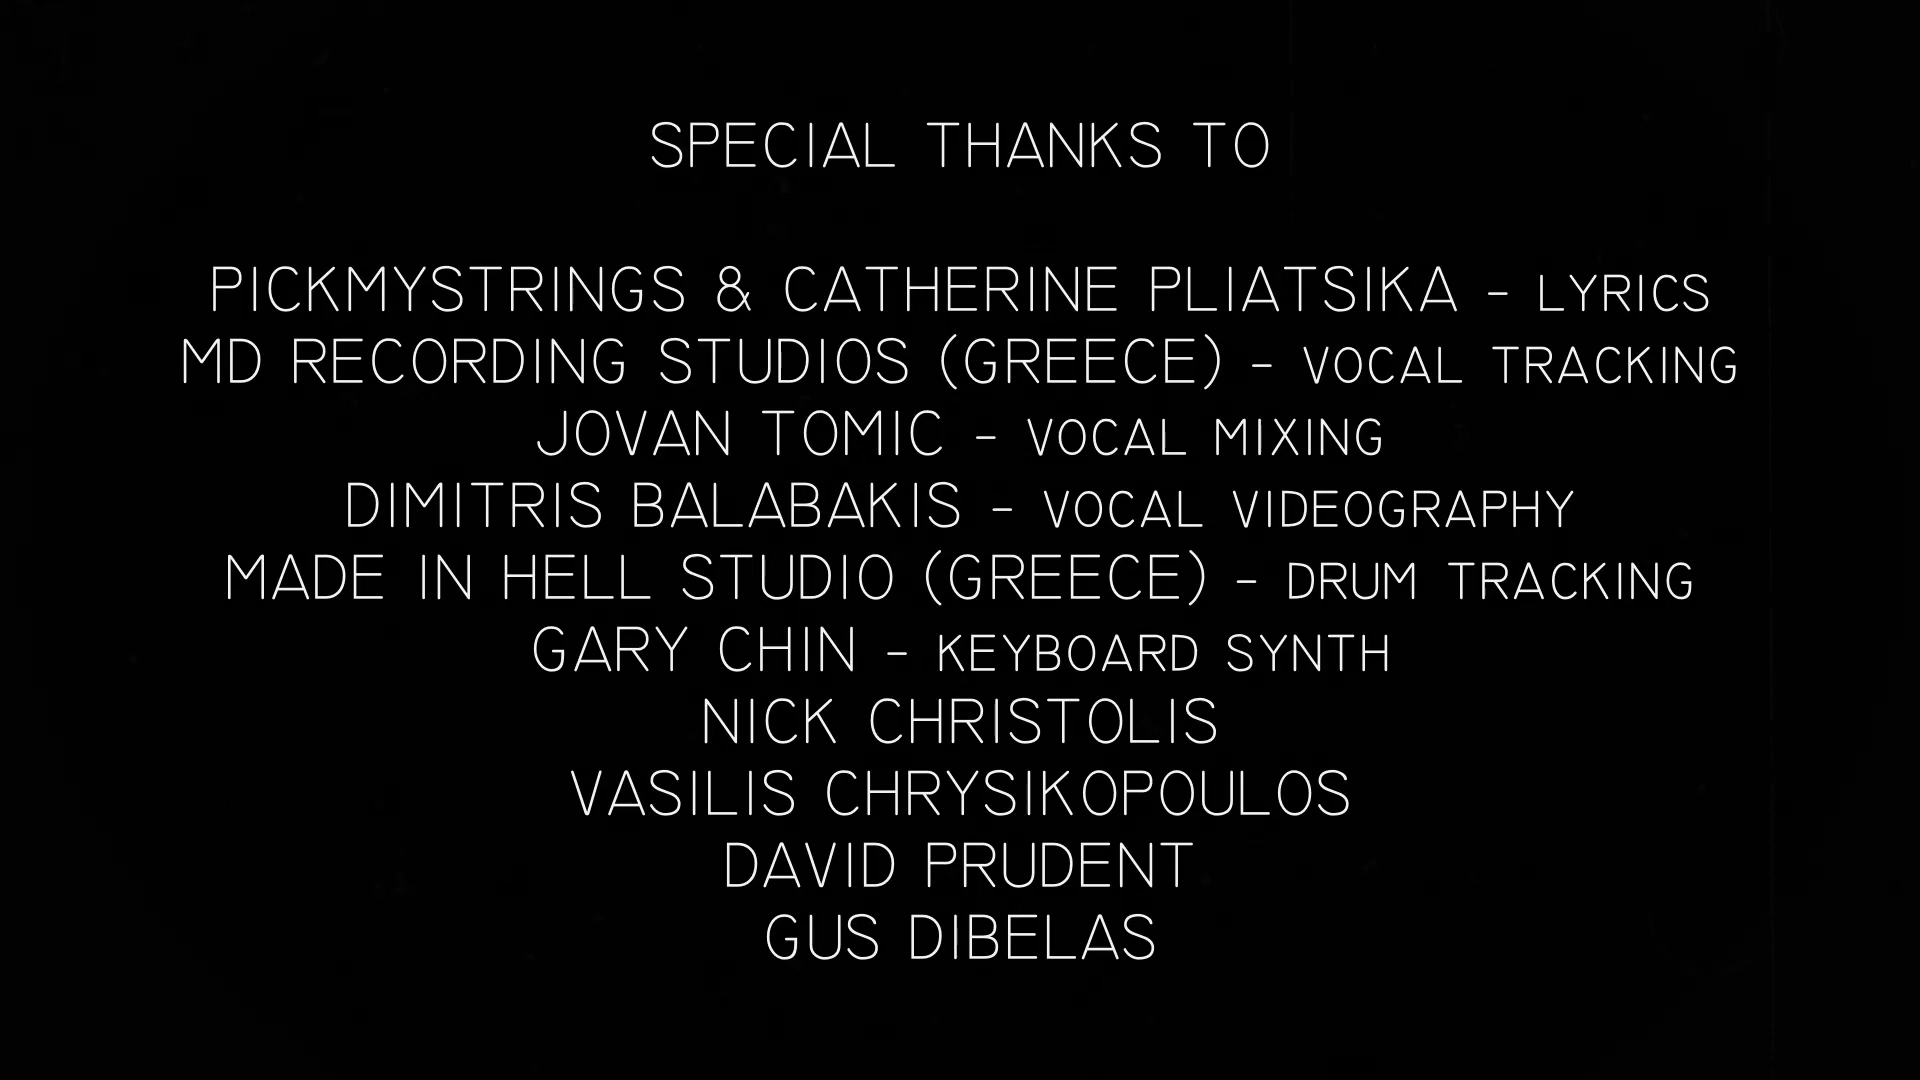 SPECIAL THANKS TO
PICKMYSTRINGS & CATHERINE PLIATSIKA - LYRICS
MD RECORDING STUDIOS (GREECE) - VOCAL TRACKING
JOVAN TOMIC - VOCAL MIXING
DIMITRIS BALABAKIS - VOCAL VIDEOGRAPHY
MADE IN HELL STUDIO (GREECE) - DRUM TRACKING
GARY CHIN - KEYBOARD SYNTH
NICK CHRISTOLIS
VASILIS CHRYSIKOPOULOS
DAVID PRUDENT
GUS DIBELAS